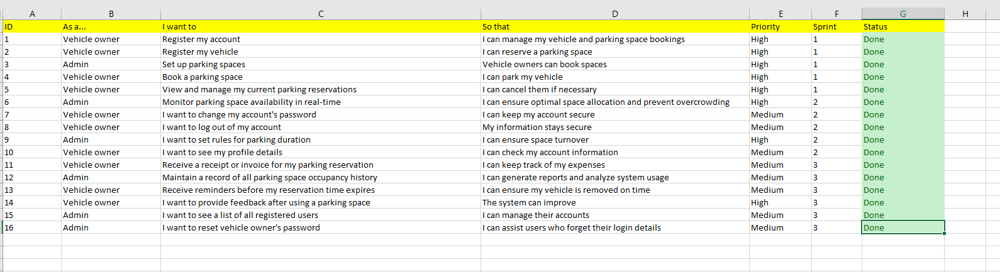 A B C D E F G H
ID As a... I want to So that Priority Sprint Status
1 Vehicle owner Register my account I can manage my vehicle and parking space bookings High 1 Done
2 Vehicle owner Register my vehicle I can reserve a parking space High 1 Done
3 Admin Set up parking spaces Vehicle owners can book spaces High 1 Done
4 Vehicle owner Book a parking space I can park my vehicle High 1 Done
5 Vehicle owner View and manage my current parking reservations I can cancel them if necessary High 1 Done
6 Admin Monitor parking space availability in real-time I can ensure optimal space allocation and prevent overcrowding High 2 Done
7 Vehicle owner I want to change my account's password I can keep my account secure Medium 2 Done
8 Vehicle owner I want to log out of my account My information stays secure Medium 2 Done
9 Admin I want to set rules for parking duration I can ensure space turnover High 2 Done
10 Vehicle owner I want to see my profile details I can check my account information Medium 2 Done
11 Vehicle owner Receive a receipt or invoice for my parking reservation I can keep track of my expenses Medium 3 Done
12 Admin Maintain a record of all parking space occupancy history I can generate reports and analyze system usage Medium 3 Done
13 Vehicle owner Receive reminders before my reservation time expires I can ensure my vehicle is removed on time Medium 3 Done
14 Vehicle owner I want to provide feedback after using a parking space The system can improve High 3 Done
15 Admin I want to see a list of all registered users I can manage their accounts Medium 3 Done
16 Admin I want to reset vehicle owner's password I can assist users who forget their login details Medium 3 Done